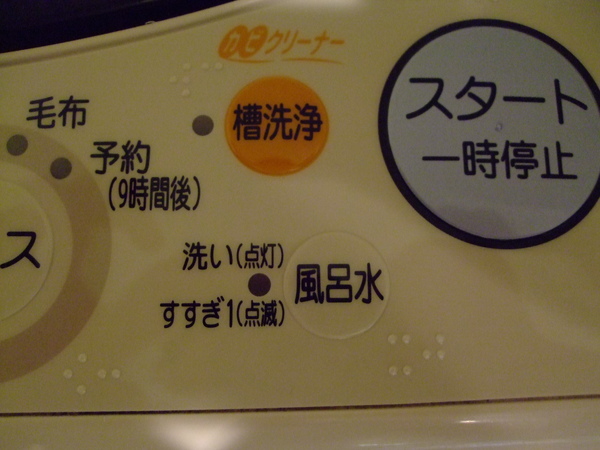 カビクリーナー
槽洗浄
スタート
一時停止
毛布
予約
(9時間後)
ス
洗い(点灯)
すすぎ1(点滅)
風呂水